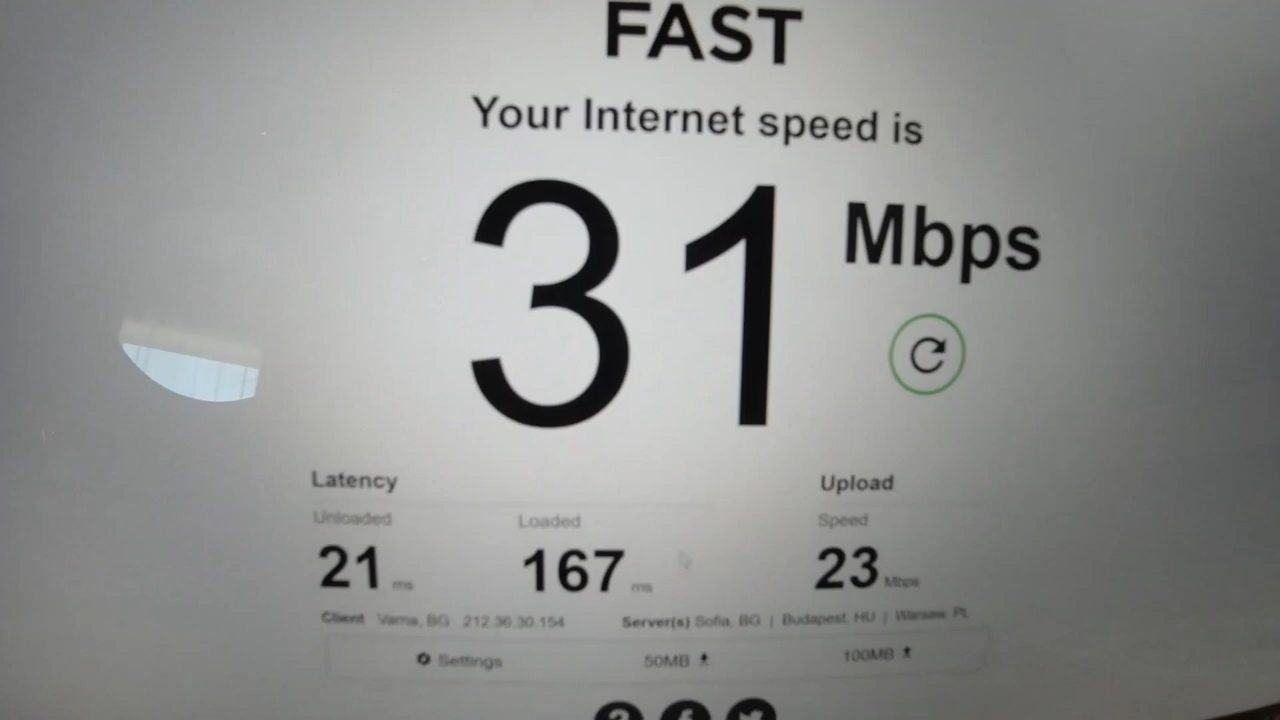 FAST
Your Internet speed is
31 Mbps
Latency Upload
Unloaded Loaded Speed
21 ms 167 ms 23 Mbps
Client Varna, BG 212.36.30.154 Server(s) Sofia, BG | Budapest, HU | Warsaw, PL
Settings 50MB 100MB